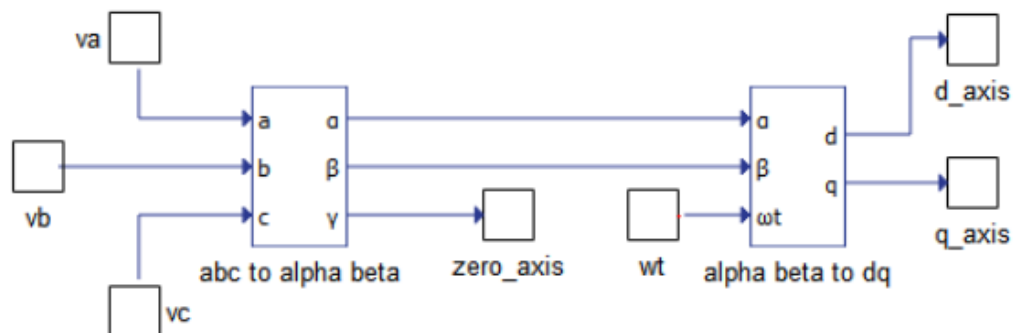 va
vb
vc
a
b
c
α
β
γ
abc to alpha beta
zero_axis
wt
α
β
ωt
d
q
alpha beta to dq
d_axis
q_axis